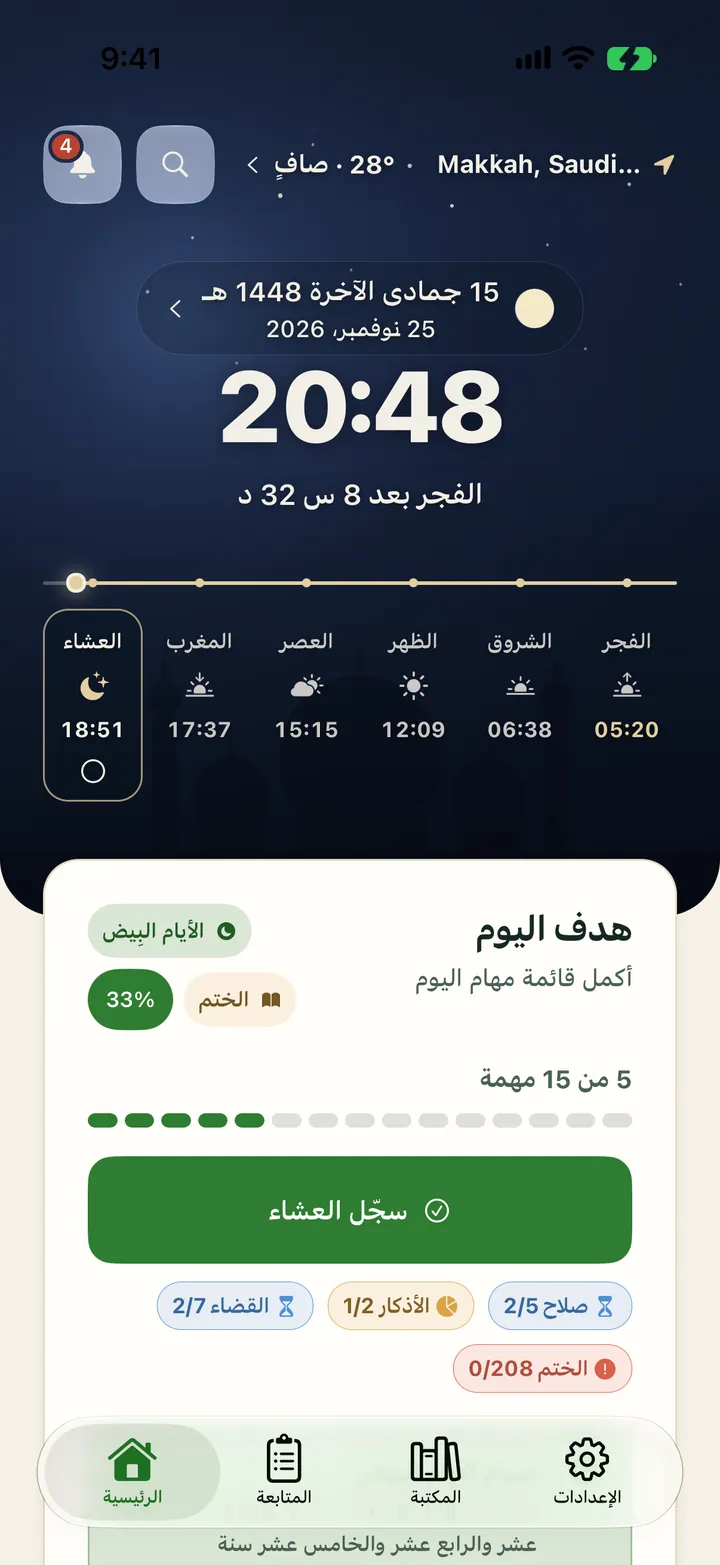 9:41
Makkah, Saudi... · 28° · صافٍ
4
15 جمادى الآخرة 1448 هـ
25 نوفمبر، 2026
20:48
الفجر بعد 8 س 32 د
الفجر الشروق الظهر العصر المغرب العشاء
05:20 06:38 12:09 15:15 17:37 18:51
هدف اليوم
الأيام البِيض
أكمل قائمة مهام اليوم
الختم
33%
5 من 15 مهمة
سجّل العشاء
صلاح 2/5
الأذكار 1/2
القضاء 2/7
الختم 0/208
الإعدادات المكتبة المتابعة الرئيسية
عشر والرابع عشر والخامس عشر سنة